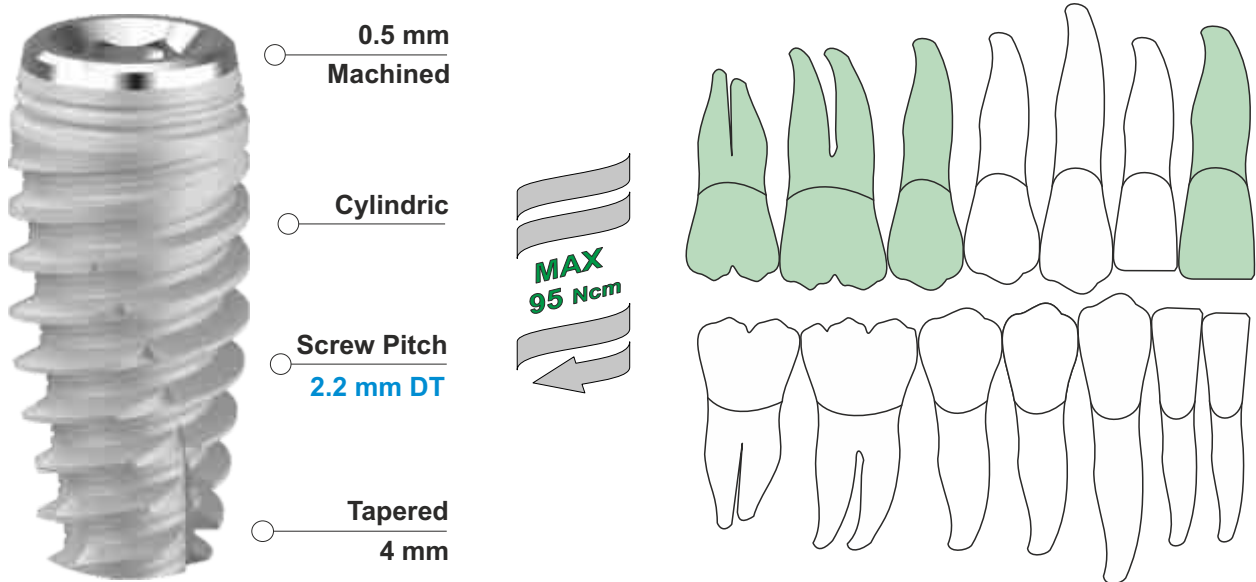 0.5 mm
Machined
Cylindric
Screw Pitch
2.2 mm DT
Tapered
4 mm
MAX
95 Ncm